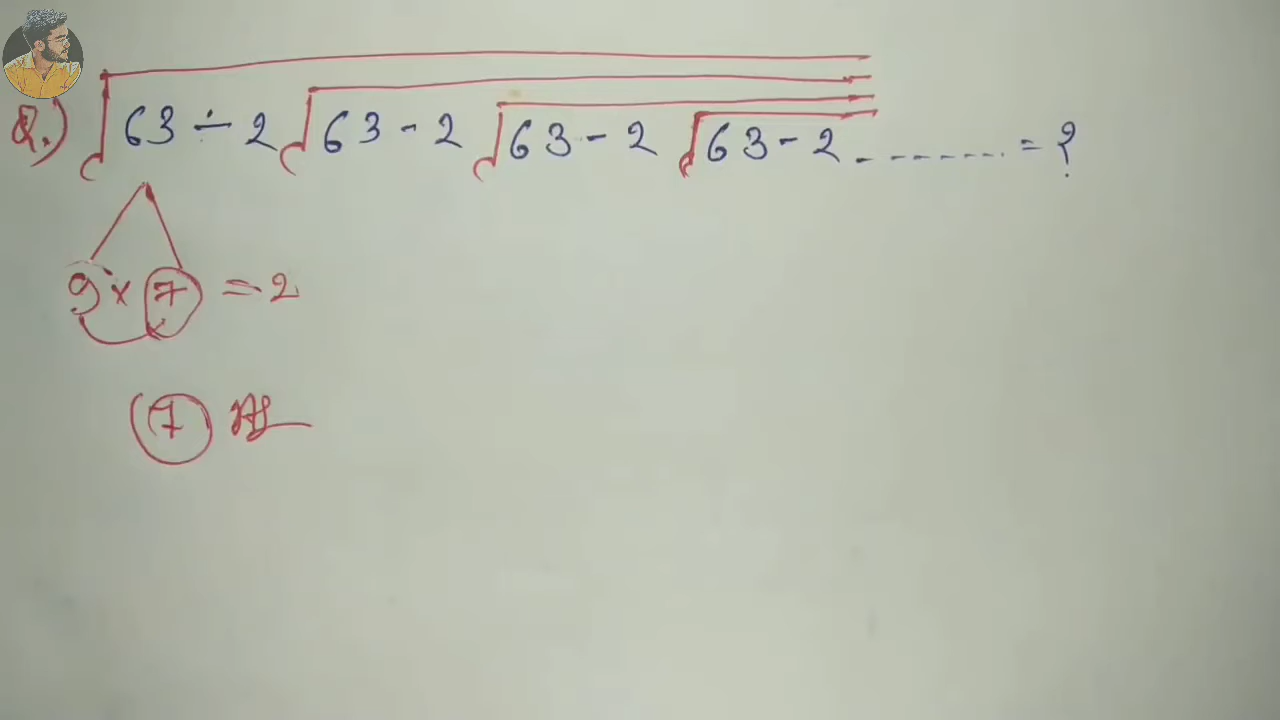 Q.) √63 ÷ 2 √63 - 2 √63 - 2 √63 - 2 --------- = ?
9 × 7 = 2
7